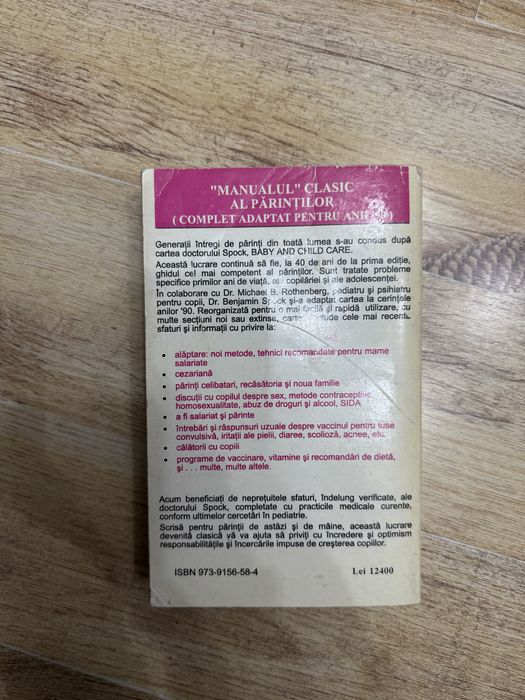 "MANUALUL" CLASIC
AL PĂRINȚILOR
( COMPLET ADAPTAT PENTRU ANII )
Generații întregi de părinți din toată lumea s-au condus după
cartea doctorului Spock, BABY AND CHILD CARE.
Această lucrare continuă să fie, la 40 de ani de la prima ediție,
ghidul cel mai competent al părinților. Sunt tratate probleme
specifice primilor ani de viață, ale copilăriei și ale adolescenței.
În colaborare cu Dr. Michael B. Rothenberg, pediatru și psihiatru
pentru copii, Dr. Benjamin Spock și-a adaptat cartea la cerințele
anilor '90. Reorganizată pentru o mai facilă și rapidă utilizare, cu
multe secțiuni noi sau extinse, cartea include cele mai recente
sfaturi și informații cu privire la:
• alăptare: noi metode, tehnici recomandate pentru mame
salariate
• cezariană
• părinți celibatari, recăsătoria și noua familie
• discuții cu copilul despre sex, metode contraceptive,
homosexualitate, abuz de droguri și alcool, SIDA
• a fi salariat și părinte
• întrebări și răspunsuri uzuale despre vaccinul pentru tuse
convulsivă, iritații ale pielii, diaree, scolioză, acnee, etc.
• călătorii cu copiii
• programe de vaccinare, vitamine și recomandări de dietă,
și . . . multe, multe altele.
Acum beneficiați de neprețuitele sfaturi, îndelung verificate, ale
doctorului Spock, completate cu practicile medicale curente,
conform ultimelor cercetări în pediatrie.
Scrisă pentru părinții de astăzi și de mâine, această lucrare
devenită clasică vă va ajuta să priviți cu încredere și optimism
responsabilitățile și încercările impuse de creșterea copiilor.
ISBN 973-9156-58-4 Lei 12400